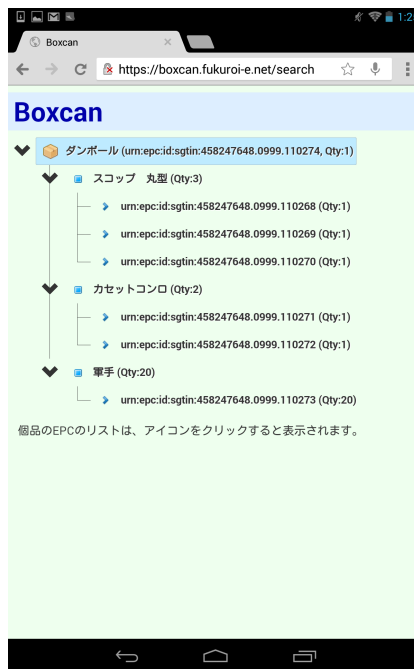 1:2
Boxcan
https://boxcan.fukuroi-e.net/search
Boxcan
ダンボール (urn:epc:id:sgtin:458247648.0999.110274, Qty:1)
スコップ　丸型 (Qty:3)
urn:epc:id:sgtin:458247648.0999.110268 (Qty:1)
urn:epc:id:sgtin:458247648.0999.110269 (Qty:1)
urn:epc:id:sgtin:458247648.0999.110270 (Qty:1)
カセットコンロ (Qty:2)
urn:epc:id:sgtin:458247648.0999.110271 (Qty:1)
urn:epc:id:sgtin:458247648.0999.110272 (Qty:1)
軍手 (Qty:20)
urn:epc:id:sgtin:458247648.0999.110273 (Qty:20)
個品のEPCのリストは、アイコンをクリックすると表示されます。